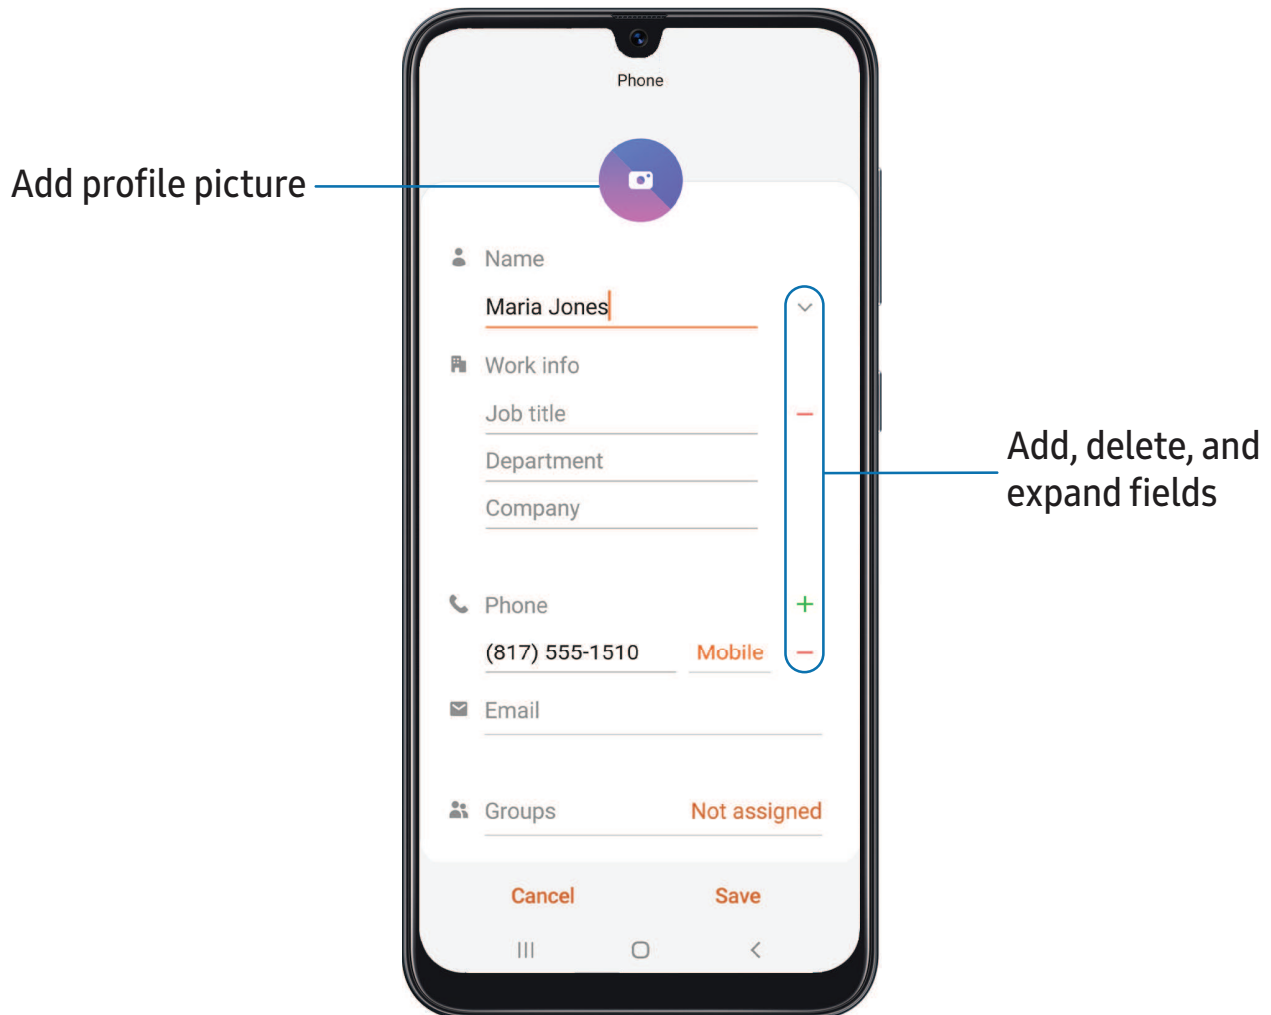 Phone
Add profile picture
Name
Maria Jones
Work info
Job title
Department
Company
Add, delete, and
expand fields
Phone
(817) 555-1510 Mobile
Email
Groups Not assigned
Cancel Save